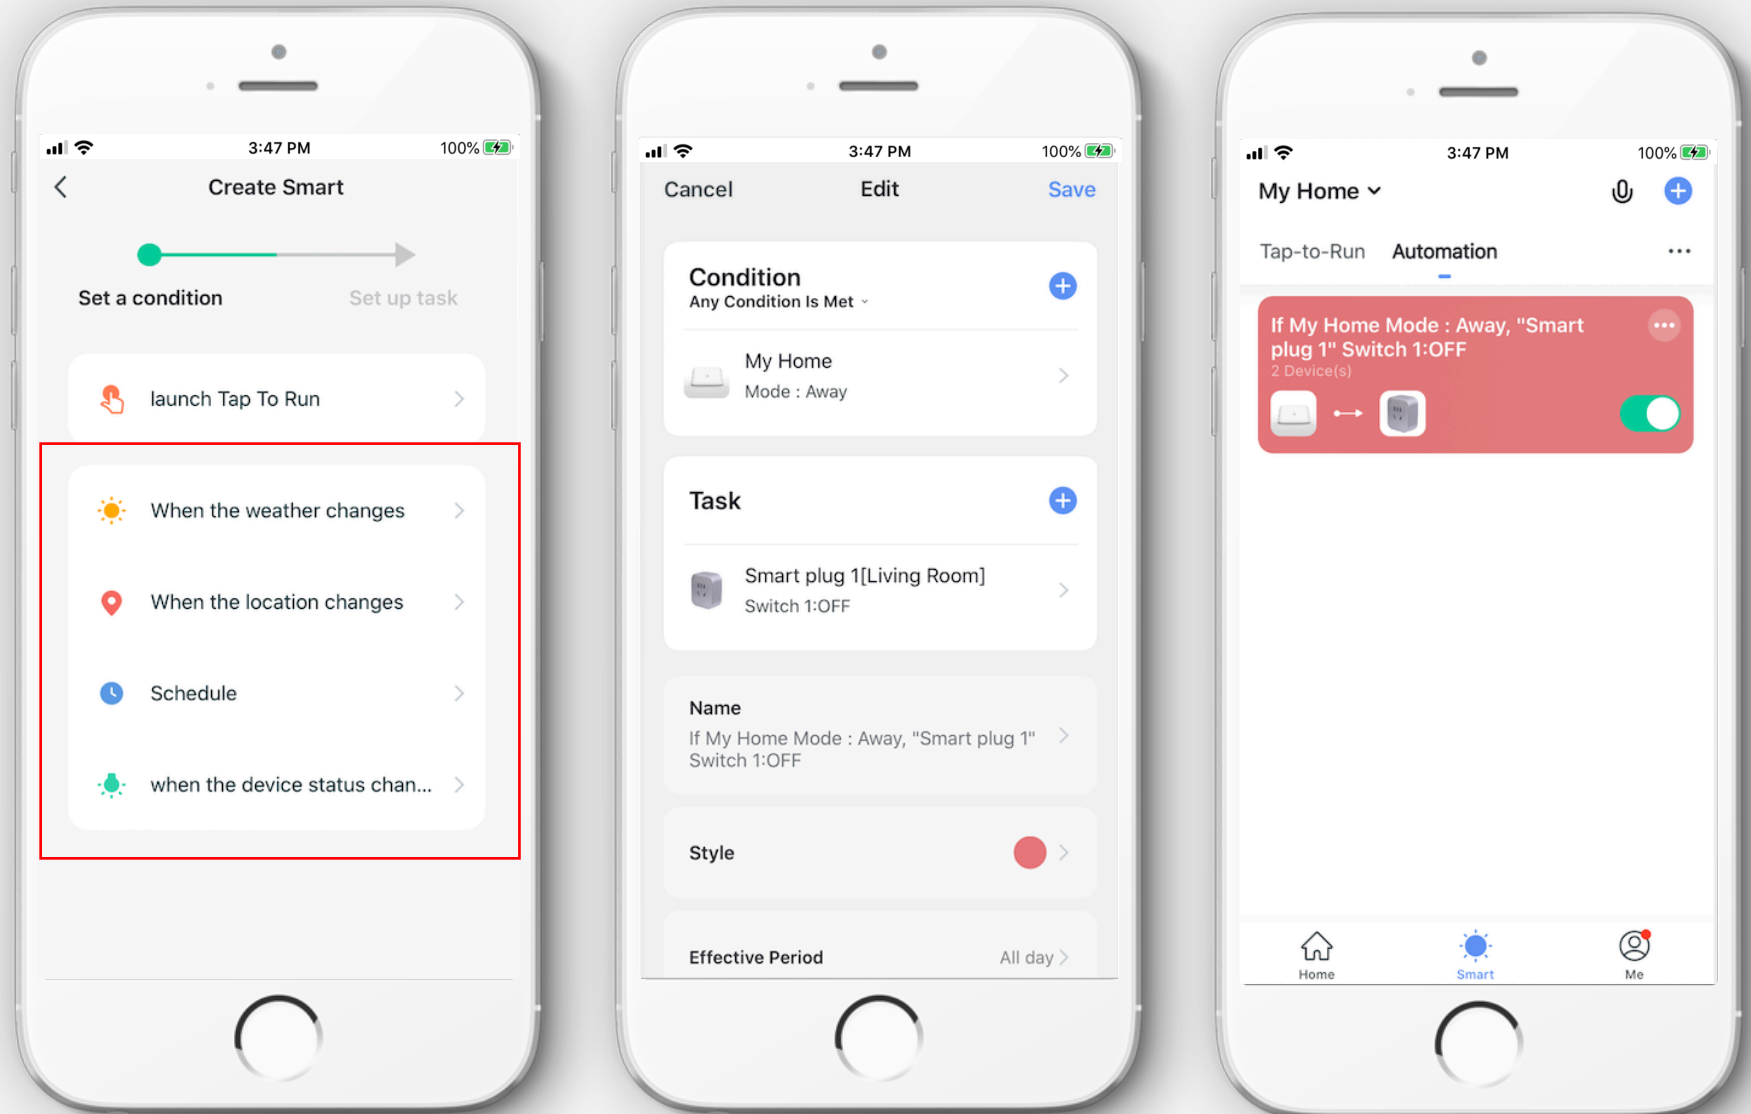 3:47 PM
100%
Create Smart
Set a condition
Set up task
launch Tap To Run
When the weather changes
When the location changes
Schedule
when the device status chan...
3:47 PM
100%
Cancel
Edit
Save
Condition
Any Condition Is Met
My Home
Mode : Away
Task
Smart plug 1[Living Room]
Switch 1:OFF
Name
If My Home Mode : Away, "Smart plug 1"
Switch 1:OFF
Style
Effective Period
All day
3:47 PM
100%
My Home
Tap-to-Run
Automation
If My Home Mode : Away, "Smart
plug 1" Switch 1:OFF
2 Device(s)
Home
Smart
Me